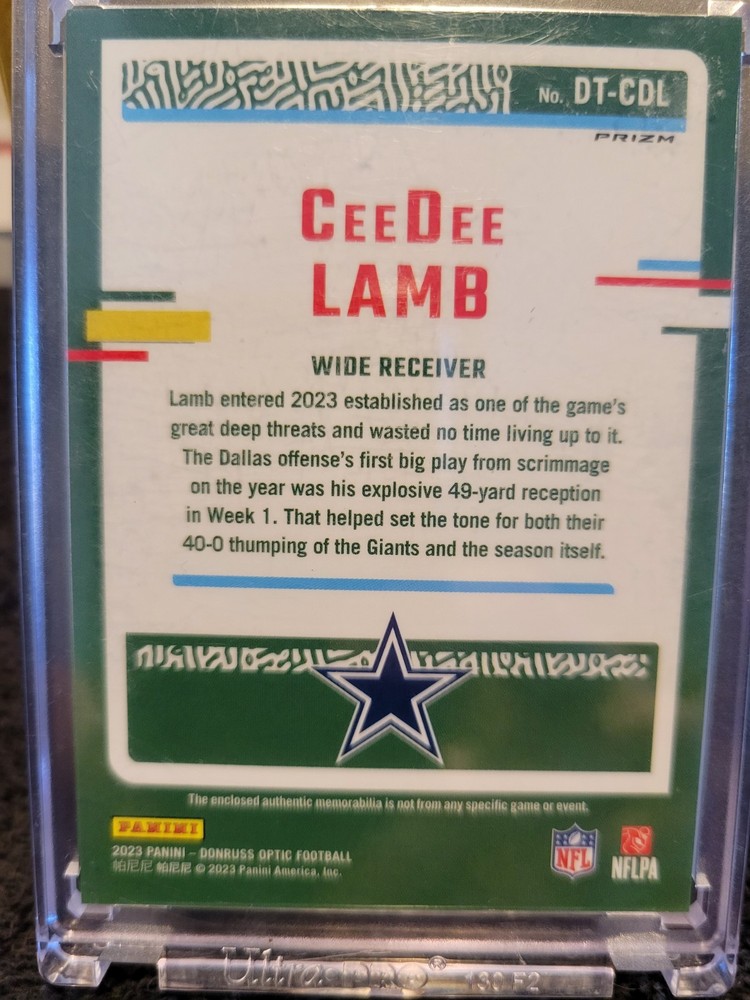 No. DT-CDL
PRIZM
CEEDEE
LAMB
WIDE RECEIVER
Lamb entered 2023 established as one of the game's
great deep threats and wasted no time living up to it.
The Dallas offense's first big play from scrimmage
on the year was his explosive 49-yard reception
in Week 1. That helped set the tone for both their
40-0 thumping of the Giants and the season itself.
The enclosed authentic memorabilia is not from any specific game or event.
PANINI
2023 PANINI – DONRUSS OPTIC FOOTBALL
帕尼尼 帕尼尼 © 2023 Panini America, Inc.
NFL
NFLPA
130 F2